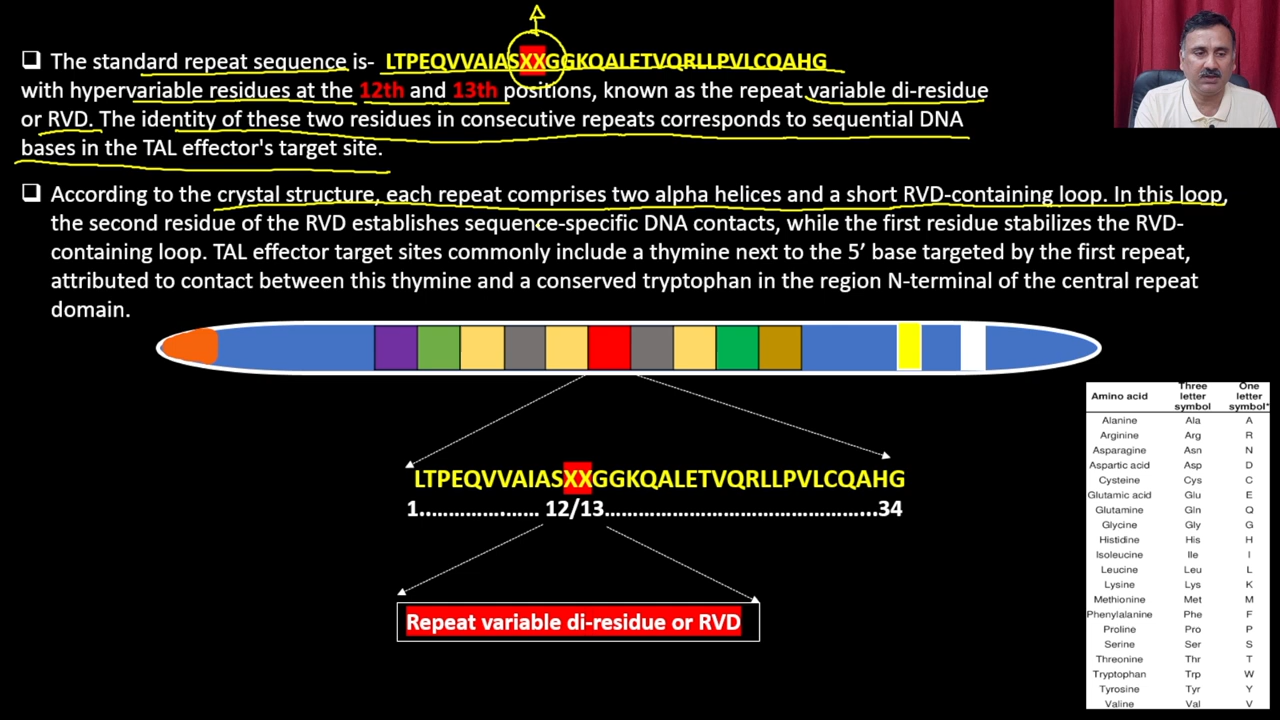 ❑ The standard repeat sequence is- LTPEQVVAIASXXGGKQALETVQRLLPVLCQAHG
with hypervariable residues at the 12th and 13th positions, known as the repeat variable di-residue
or RVD. The identity of these two residues in consecutive repeats corresponds to sequential DNA
bases in the TAL effector's target site.
❑ According to the crystal structure, each repeat comprises two alpha helices and a short RVD-containing loop. In this loop,
the second residue of the RVD establishes sequence-specific DNA contacts, while the first residue stabilizes the RVD-
containing loop. TAL effector target sites commonly include a thymine next to the 5’ base targeted by the first repeat,
attributed to contact between this thymine and a conserved tryptophan in the region N-terminal of the central repeat
domain.
LTPEQVVAIASXXGGKQALETVQRLLPVLCQAHG
1..................... 12/13...............................................34
Repeat variable di-residue or RVD
Amino acid Three letter symbol One letter symbol*
Alanine Ala A
Arginine Arg R
Asparagine Asn N
Aspartic acid Asp D
Cysteine Cys C
Glutamic acid Glu E
Glutamine Gln Q
Glycine Gly G
Histidine His H
Isoleucine Ile I
Leucine Leu L
Lysine Lys K
Methionine Met M
Phenylalanine Phe F
Proline Pro P
Serine Ser S
Threonine Thr T
Tryptophan Trp W
Tyrosine Tyr Y
Valine Val V